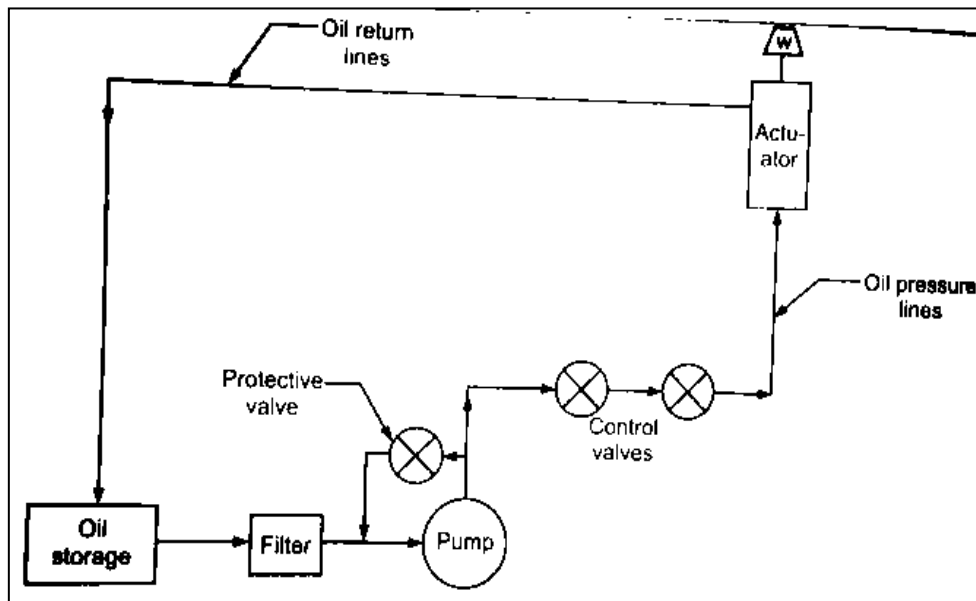 Oil return
lines
W
Actu-
ator
Oil pressure
lines
Protective
valve
Control
valves
Oil
storage
Filter
Pump